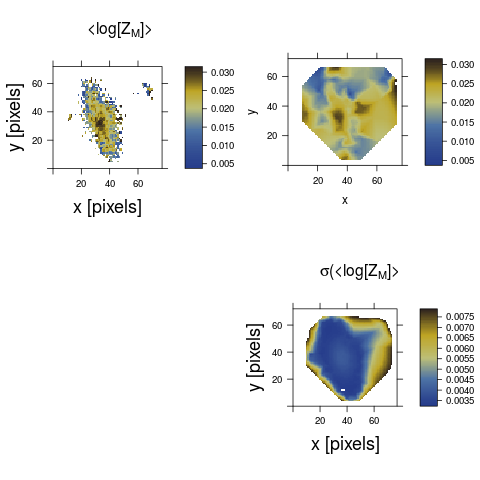 <log[Z_M]>
y [pixels]
60
40
20
20 40 60
x [pixels]
0.030
0.025
0.020
0.015
0.010
0.005
y
60
40
20
20 40 60
x
0.030
0.025
0.020
0.015
0.010
0.005
σ(<log[Z_M]>
y [pixels]
60
40
20
20 40 60
x [pixels]
0.0075
0.0070
0.0065
0.0060
0.0055
0.0050
0.0045
0.0040
0.0035